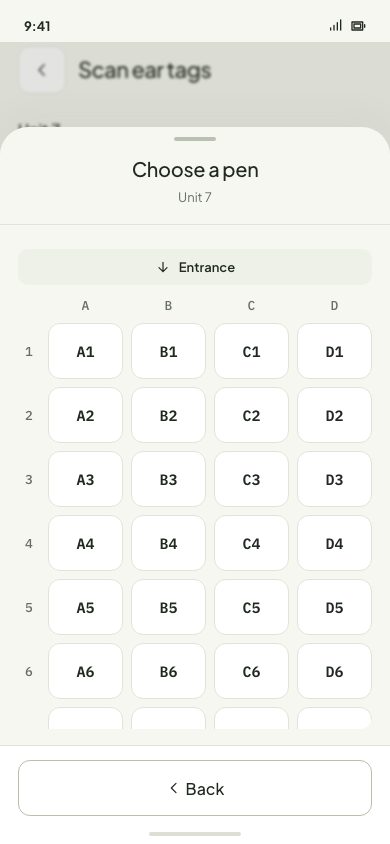 9:41
Scan ear tags
Unit 7
Choose a pen
Unit 7
↓ Entrance
A B C D
1 A1 B1 C1 D1
2 A2 B2 C2 D2
3 A3 B3 C3 D3
4 A4 B4 C4 D4
5 A5 B5 C5 D5
6 A6 B6 C6 D6
Back